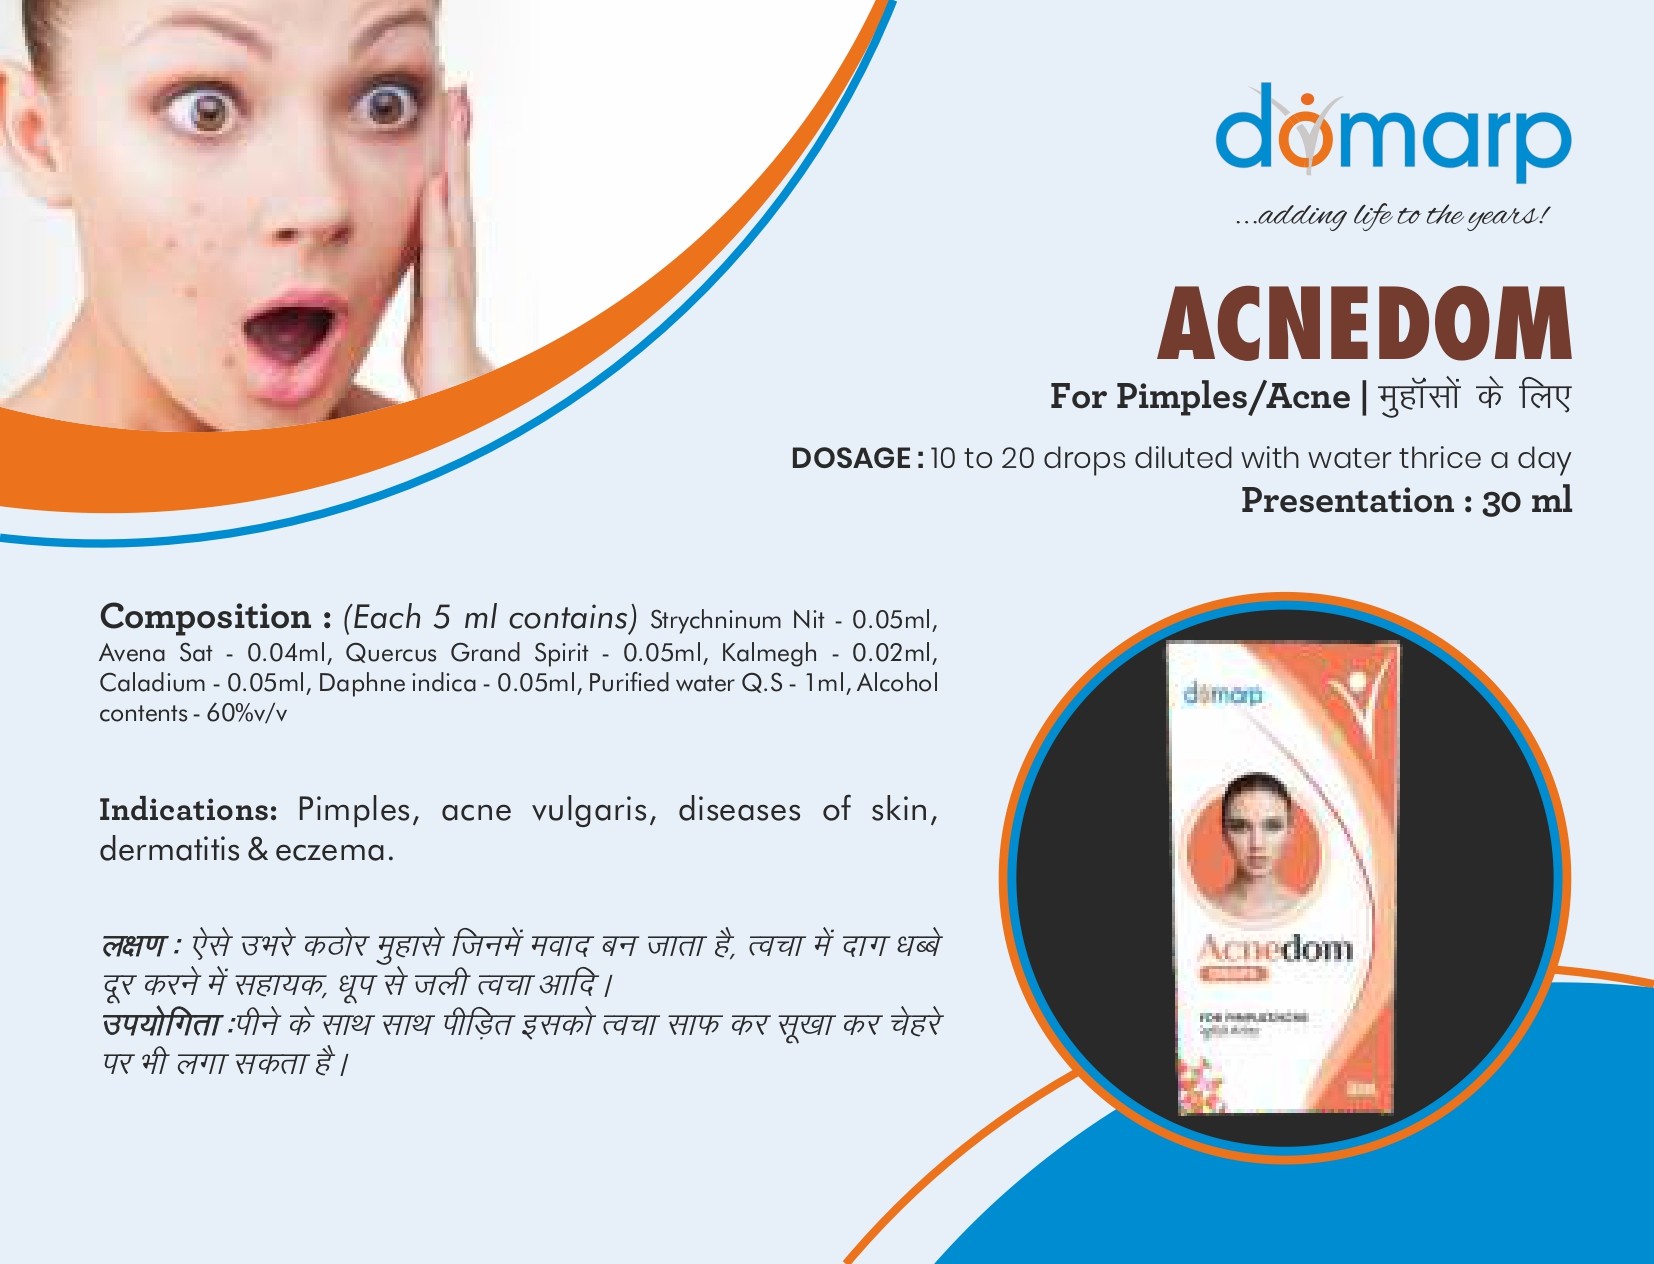 domarp
...adding life to the years!
ACNEDOM
For Pimples/Acne | मुहॉसों के लिए
DOSAGE : 10 to 20 drops diluted with water thrice a day
Presentation : 30 ml
Composition : (Each 5 ml contains) Strychninum Nit - 0.05ml,
Avena Sat - 0.04ml, Quercus Grand Spirit - 0.05ml, Kalmegh - 0.02ml,
Caladium - 0.05ml, Daphne indica - 0.05ml, Purified water Q.S - 1ml, Alcohol
contents - 60%v/v
Indications: Pimples, acne vulgaris, diseases of skin,
dermatitis & eczema.
लक्षण : ऐसे उभरे कठोर मुहासे जिनमें मवाद बन जाता है, त्वचा में दाग धब्बे
दूर करने में सहायक, धूप से जली त्वचा आदि ।
उपयोगिता :पीने के साथ साथ पीड़ित इसको त्वचा साफ कर सूखा कर चेहरे
पर भी लगा सकता है ।
domarp
Acnedom
FOR PIMPLES/ACNE